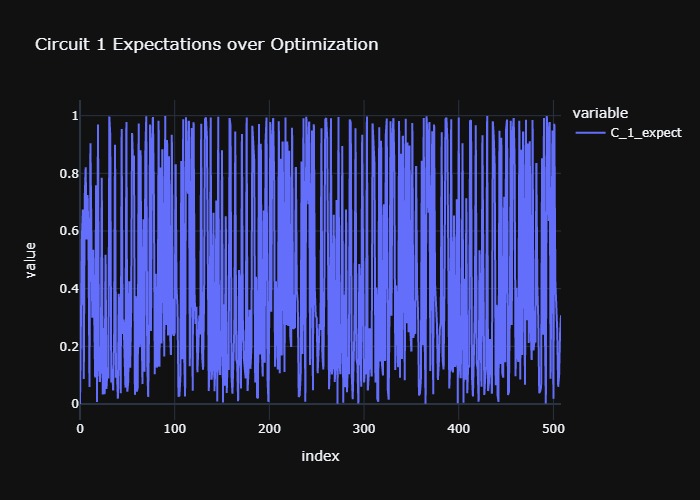 Circuit 1 Expectations over Optimization
variable
C_1_expect
value
1
0.8
0.6
0.4
0.2
0
0 100 200 300 400 500
index